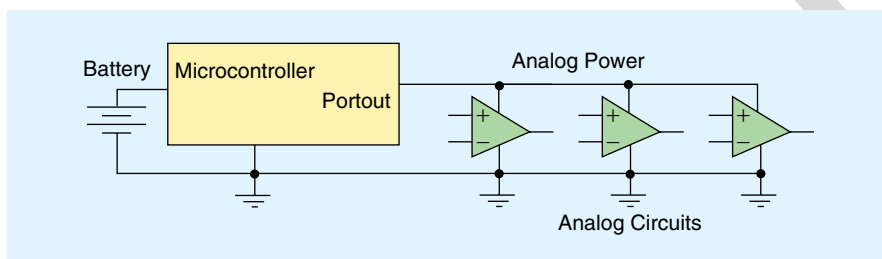 Battery
Microcontroller
Portout
Analog Power
+
−
+
−
+
−
Analog Circuits